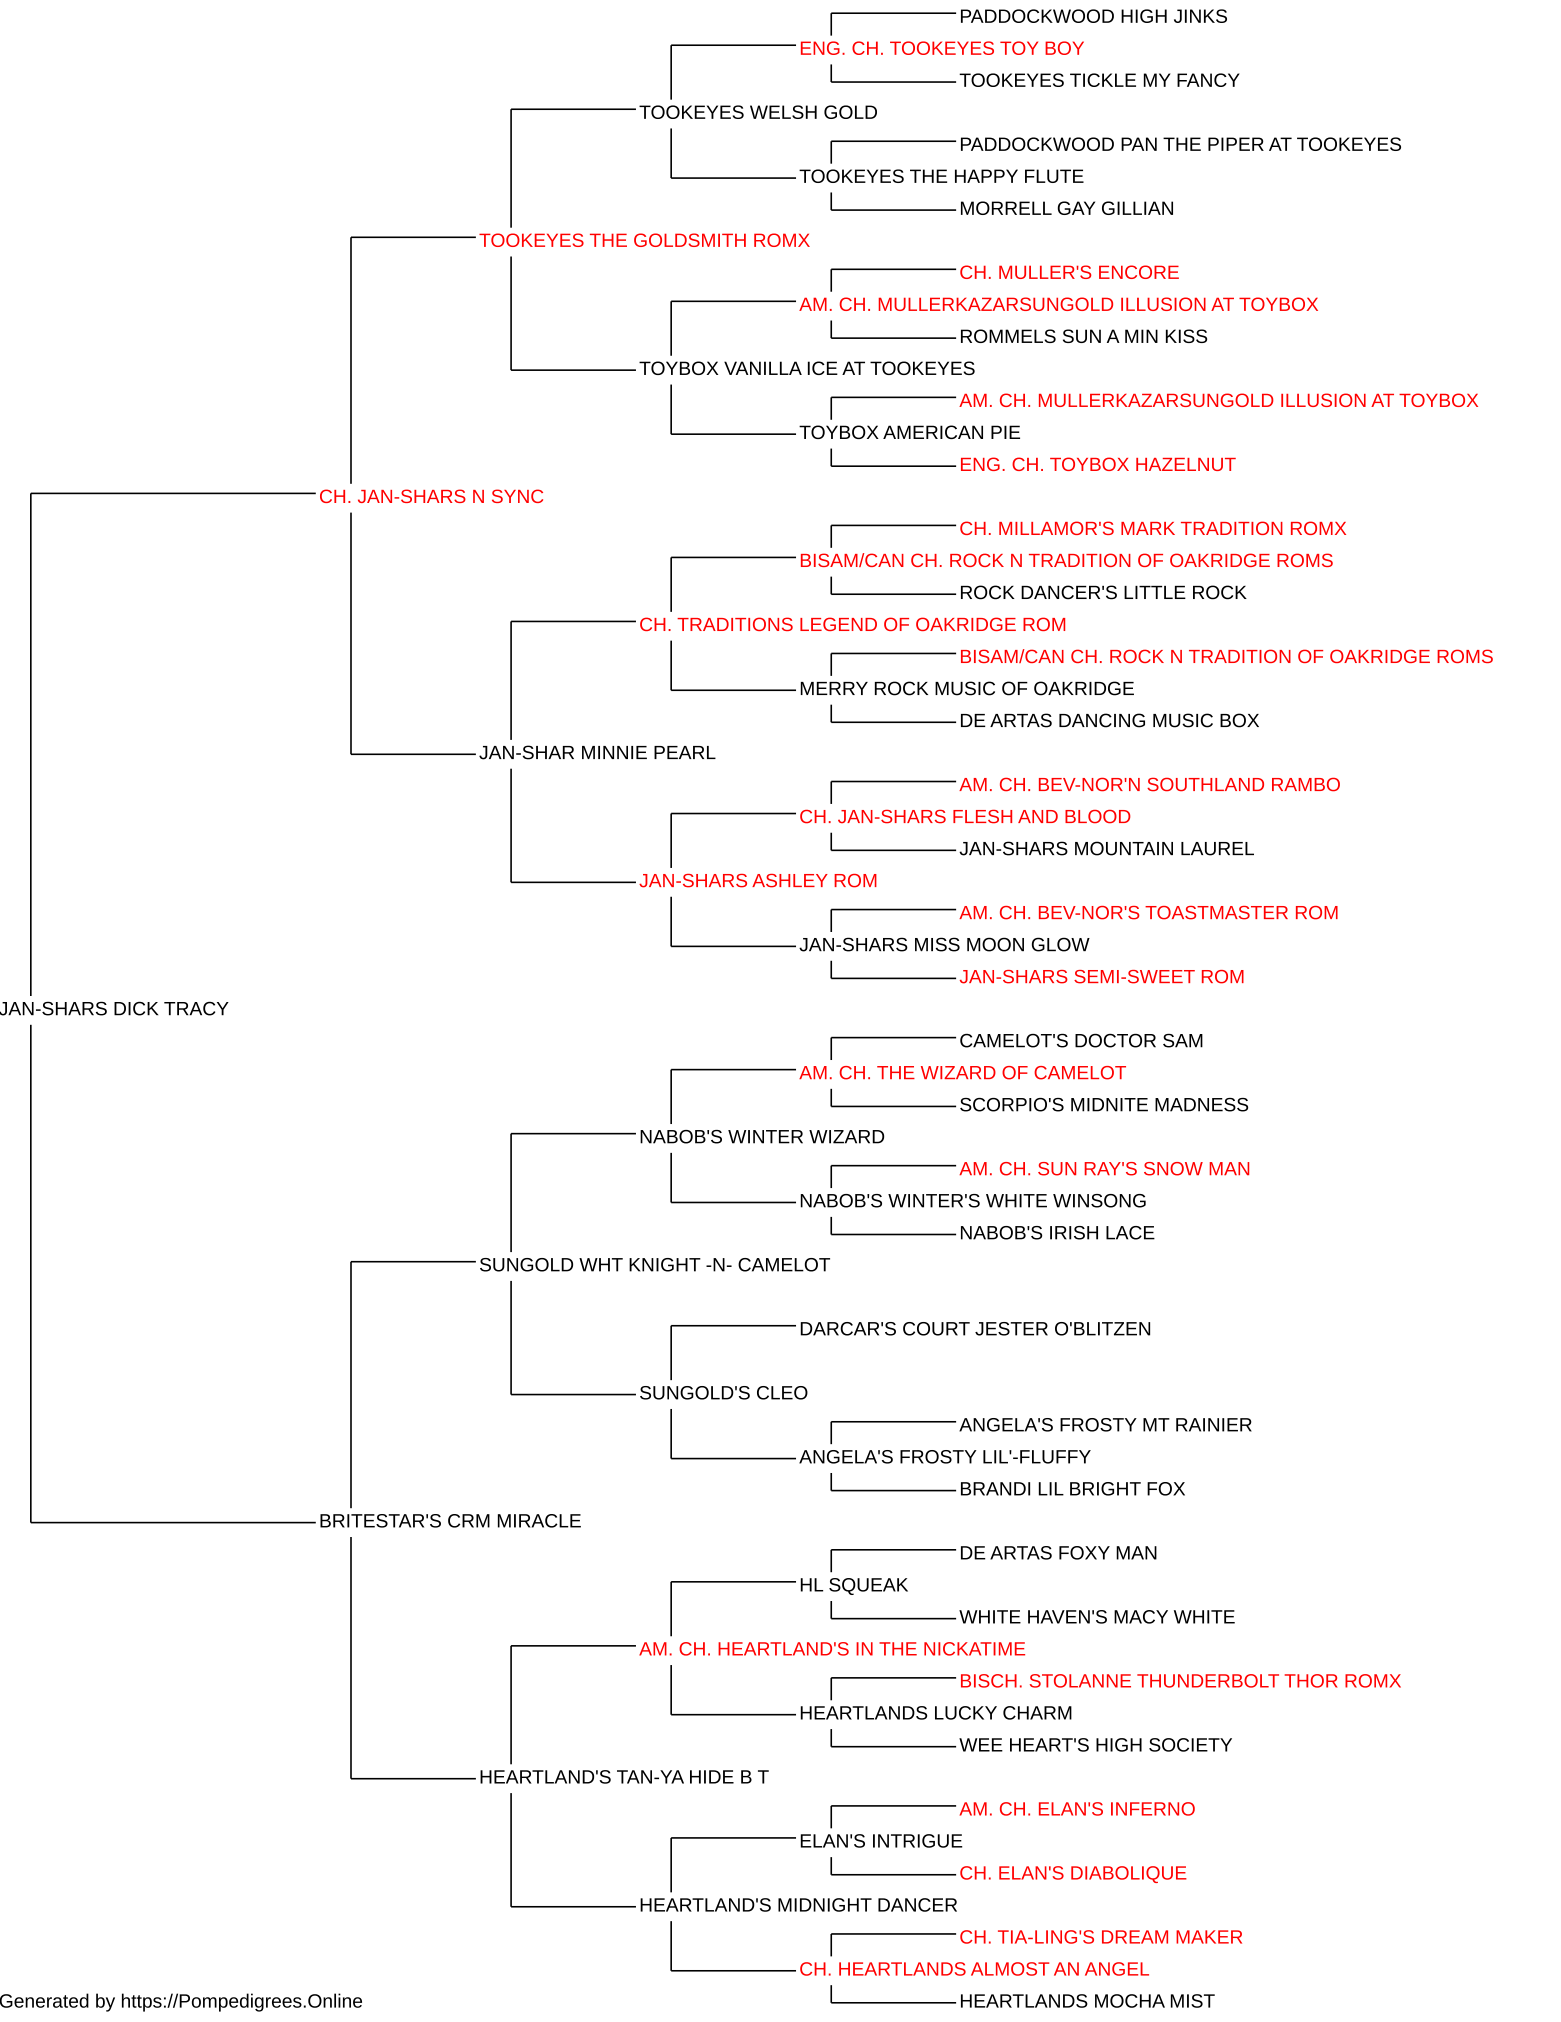 PADDOCKWOOD HIGH JINKS
ENG. CH. TOOKEYES TOY BOY
TOOKEYES TICKLE MY FANCY
TOOKEYES WELSH GOLD
PADDOCKWOOD PAN THE PIPER AT TOOKEYES
TOOKEYES THE HAPPY FLUTE
MORRELL GAY GILLIAN
TOOKEYES THE GOLDSMITH ROMX
CH. MULLER'S ENCORE
AM. CH. MULLERKAZARSUNGOLD ILLUSION AT TOYBOX
ROMMELS SUN A MIN KISS
TOYBOX VANILLA ICE AT TOOKEYES
AM. CH. MULLERKAZARSUNGOLD ILLUSION AT TOYBOX
TOYBOX AMERICAN PIE
ENG. CH. TOYBOX HAZELNUT
CH. JAN-SHARS N SYNC
CH. MILLAMOR'S MARK TRADITION ROMX
BISAM/CAN CH. ROCK N TRADITION OF OAKRIDGE ROMS
ROCK DANCER'S LITTLE ROCK
CH. TRADITIONS LEGEND OF OAKRIDGE ROM
BISAM/CAN CH. ROCK N TRADITION OF OAKRIDGE ROMS
MERRY ROCK MUSIC OF OAKRIDGE
DE ARTAS DANCING MUSIC BOX
JAN-SHAR MINNIE PEARL
AM. CH. BEV-NOR'N SOUTHLAND RAMBO
CH. JAN-SHARS FLESH AND BLOOD
JAN-SHARS MOUNTAIN LAUREL
JAN-SHARS ASHLEY ROM
AM. CH. BEV-NOR'S TOASTMASTER ROM
JAN-SHARS MISS MOON GLOW
JAN-SHARS SEMI-SWEET ROM
JAN-SHARS DICK TRACY
CAMELOT'S DOCTOR SAM
AM. CH. THE WIZARD OF CAMELOT
SCORPIO'S MIDNITE MADNESS
NABOB'S WINTER WIZARD
AM. CH. SUN RAY'S SNOW MAN
NABOB'S WINTER'S WHITE WINSONG
NABOB'S IRISH LACE
SUNGOLD WHT KNIGHT -N- CAMELOT
DARCAR'S COURT JESTER O'BLITZEN
SUNGOLD'S CLEO
ANGELA'S FROSTY MT RAINIER
ANGELA'S FROSTY LIL'-FLUFFY
BRANDI LIL BRIGHT FOX
BRITESTAR'S CRM MIRACLE
DE ARTAS FOXY MAN
HL SQUEAK
WHITE HAVEN'S MACY WHITE
AM. CH. HEARTLAND'S IN THE NICKATIME
BISCH. STOLANNE THUNDERBOLT THOR ROMX
HEARTLANDS LUCKY CHARM
WEE HEART'S HIGH SOCIETY
HEARTLAND'S TAN-YA HIDE B T
AM. CH. ELAN'S INFERNO
ELAN'S INTRIGUE
CH. ELAN'S DIABOLIQUE
HEARTLAND'S MIDNIGHT DANCER
CH. TIA-LING'S DREAM MAKER
CH. HEARTLANDS ALMOST AN ANGEL
HEARTLANDS MOCHA MIST
Generated by https://Pompedigrees.Online